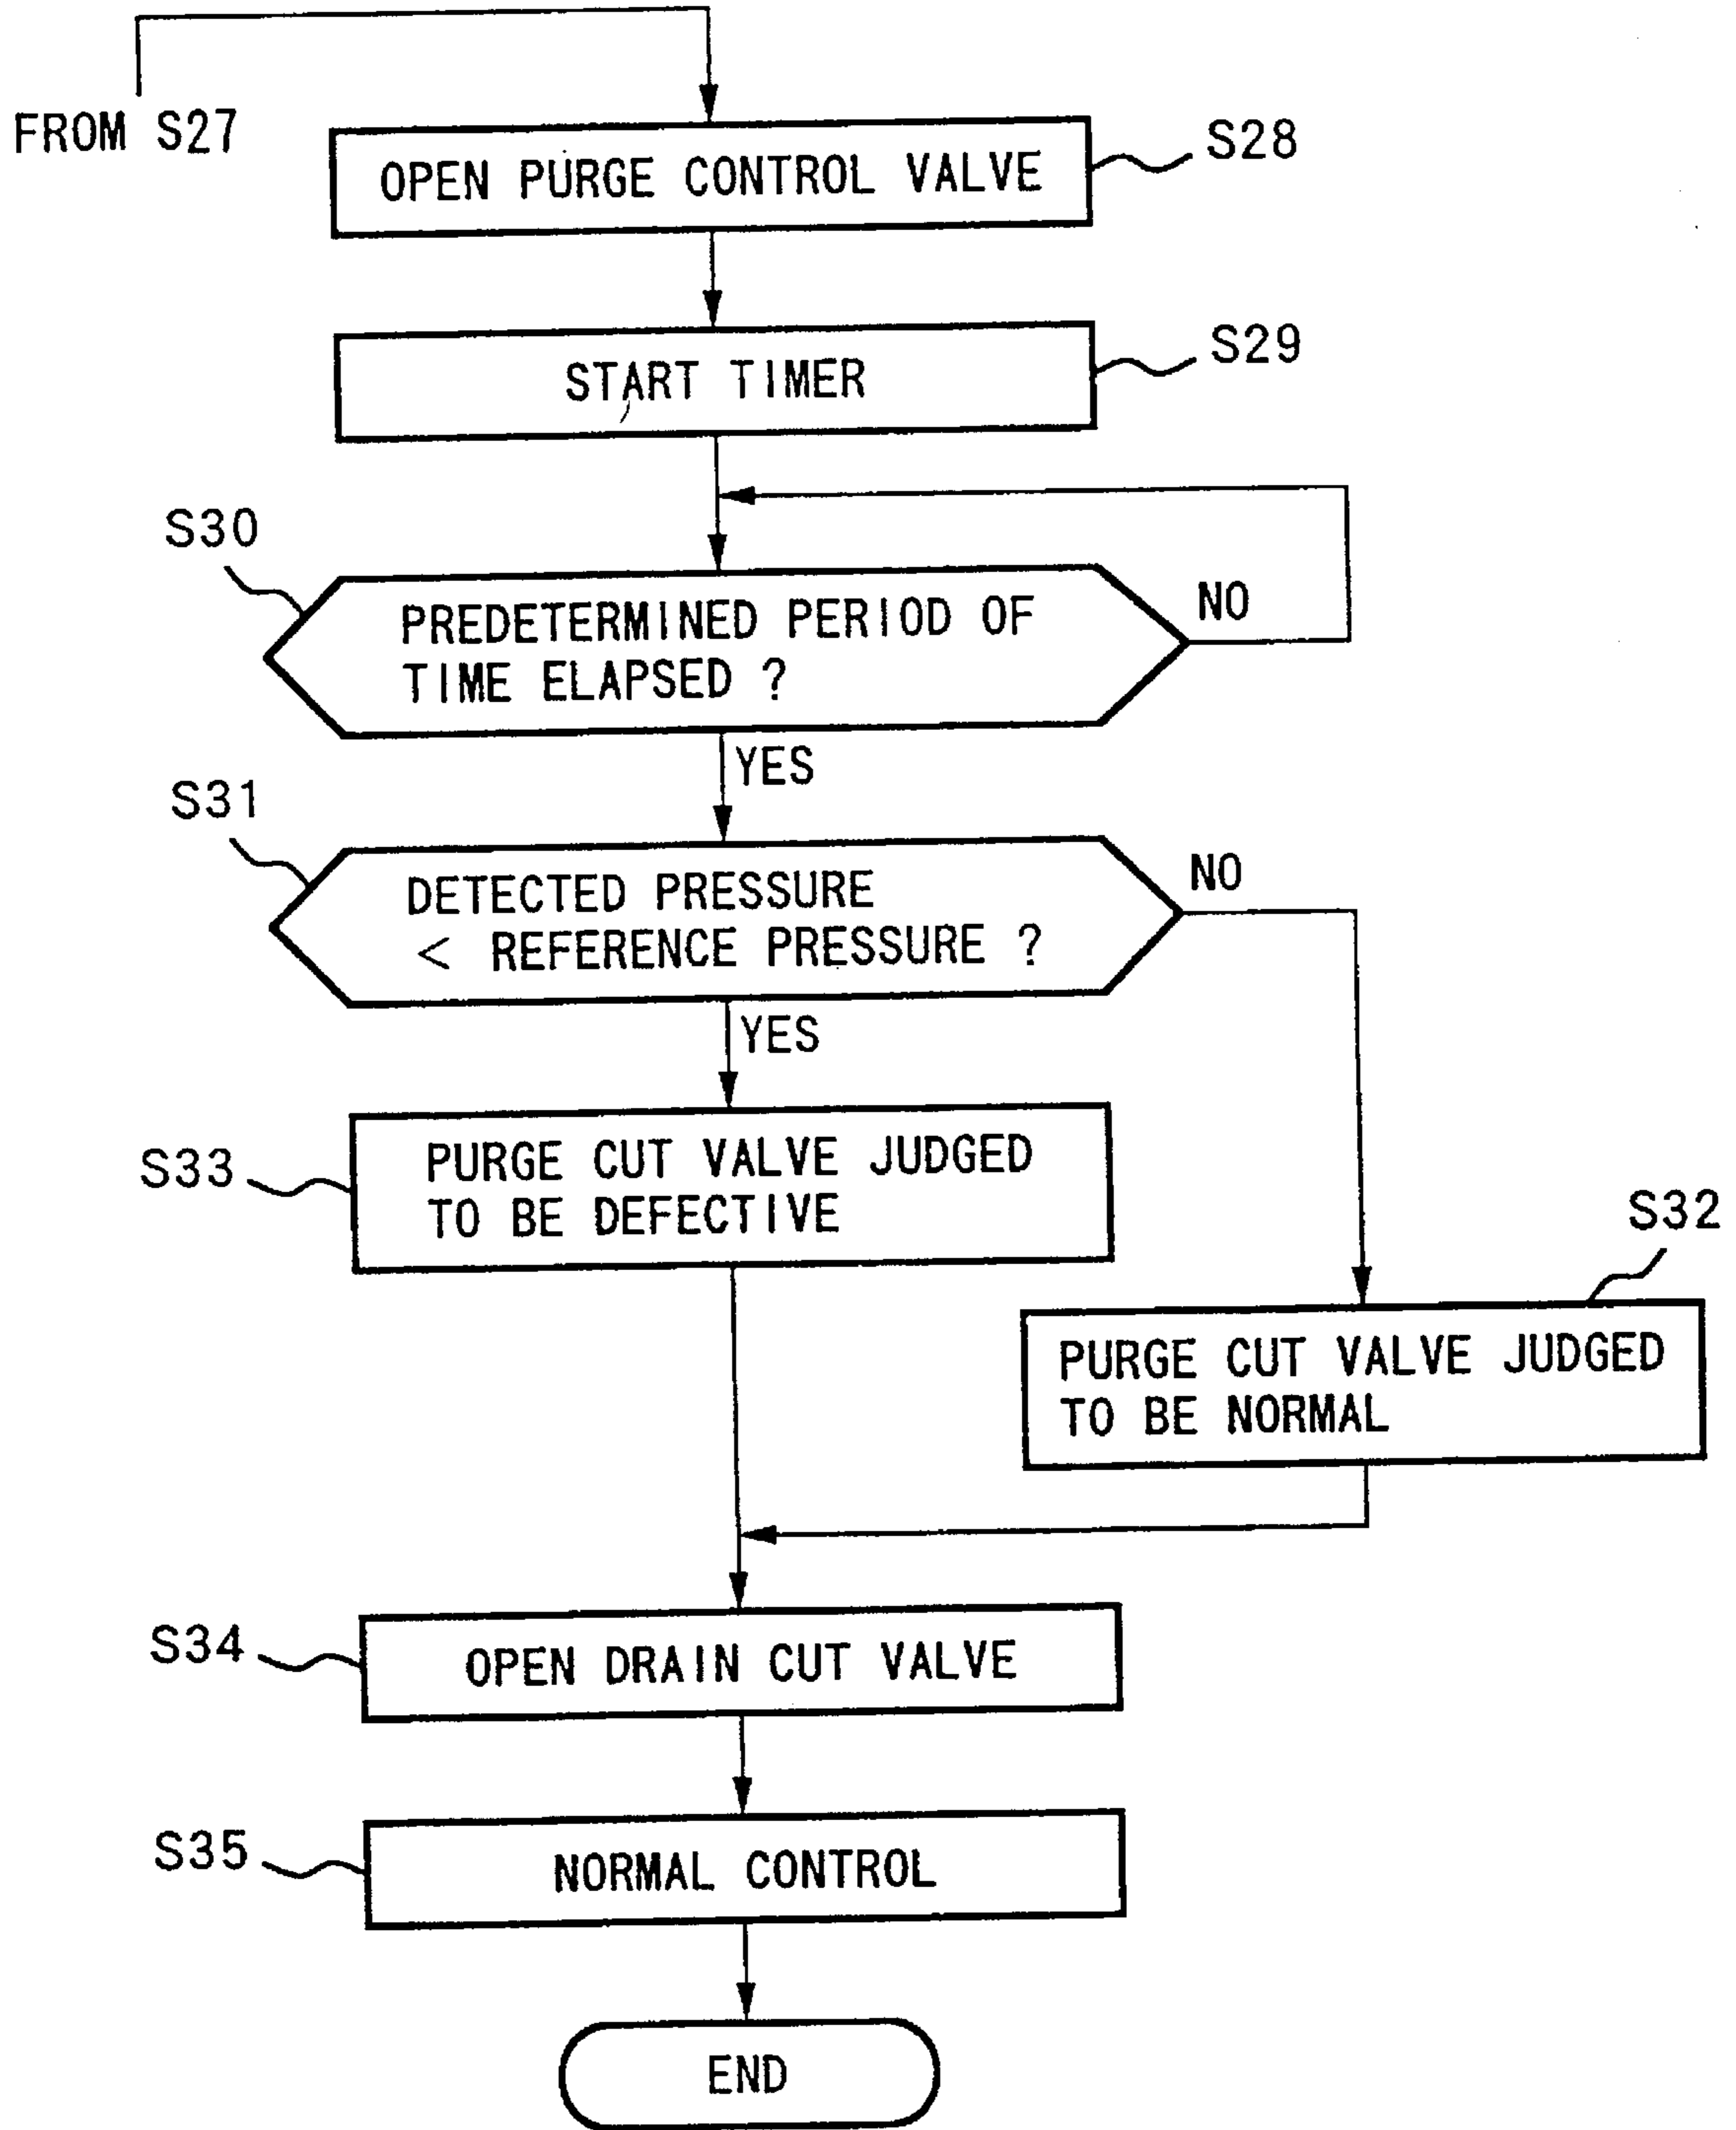 FROM S27
OPEN PURGE CONTROL VALVE
S28
START TIMER
S29
S30
PREDETERMINED PERIOD OF
TIME ELAPSED ?
NO
YES
S31
DETECTED PRESSURE
< REFERENCE PRESSURE ?
NO
YES
S33
PURGE CUT VALVE JUDGED
TO BE DEFECTIVE
S32
PURGE CUT VALVE JUDGED
TO BE NORMAL
S34
OPEN DRAIN CUT VALVE
S35
NORMAL CONTROL
END